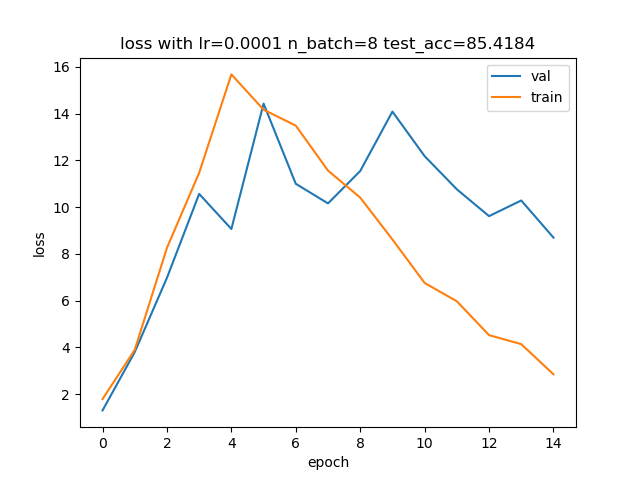 loss with lr=0.0001 n_batch=8 test_acc=85.4184
val
train
16
14
12
10
8
6
4
2
loss
0 2 4 6 8 10 12 14
epoch